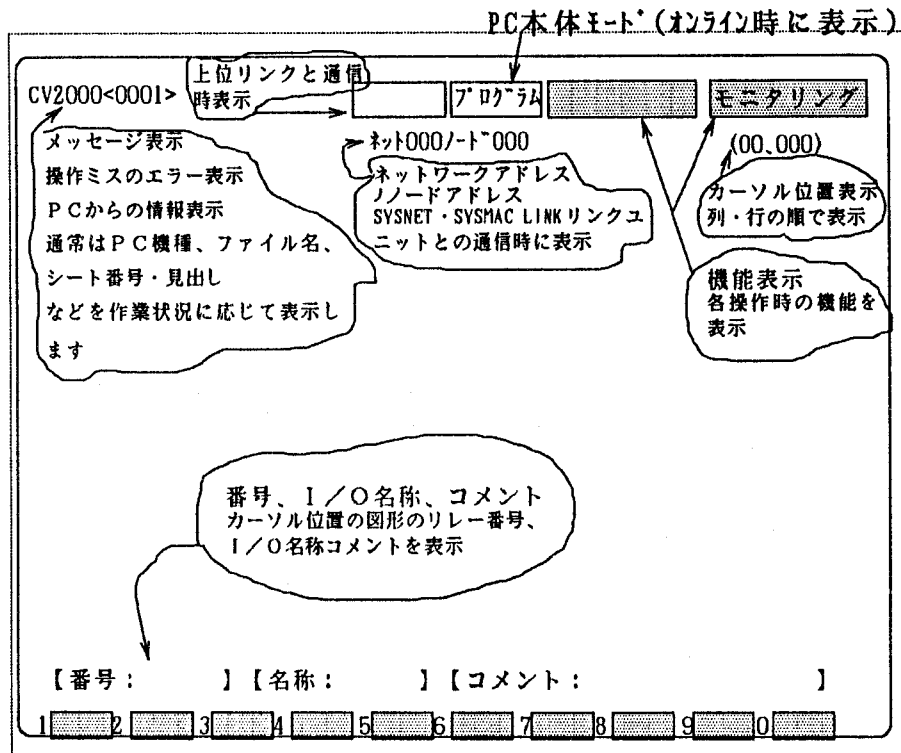 PC本体ﾓｰﾄﾞ(ｵﾝﾗｲﾝ時に表示)
CV2000<0001>
上位リンクと通信
時表示
ﾌﾟﾛｸﾞﾗﾑ
モニタリング
メッセージ表示
操作ミスのエラー表示
PCからの情報表示
通常はPC機種、ファイル名、
シート番号・見出し
などを作業状況に応じて表示し
ます
ﾈｯﾄ000ﾉｰﾄﾞ000
ネットワークアドレス
ノノードアドレス
SYSNET・SYSMAC LINKリンクユ
ニットとの通信時に表示
(00,000)
カーソル位置表示
列・行の順で表示
機能表示
各操作時の機能を
表示
番号、I/O名称、コメント
カーソル位置の図形のリレー番号、
I/O名称コメントを表示
【番号: 】【名称: 】【コメント: 】
1 2 3 4 5 6 7 8 9 0